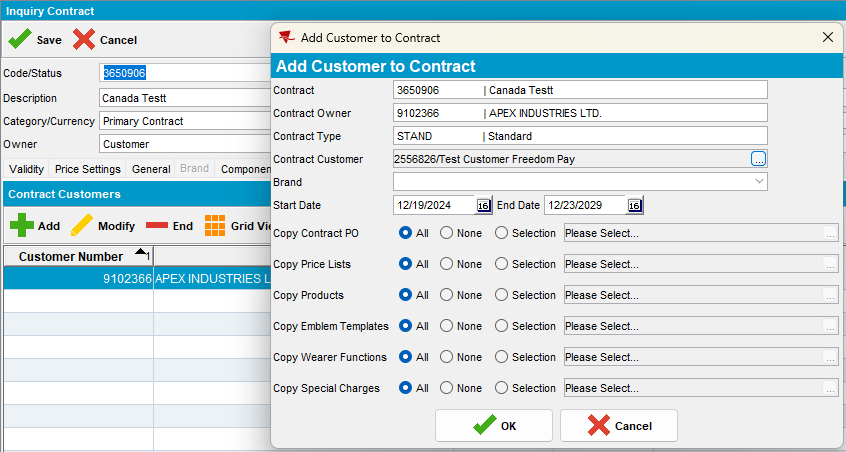 Inquiry Contract
Save Cancel
Code/Status 3650906
Description Canada Testt
Category/Currency Primary Contract
Owner Customer
Validity Price Settings General Brand Componen
Contract Customers
Add Modify End Grid Vie
Customer Number 1
9102366 APEX INDUSTRIES L
Add Customer to Contract
Add Customer to Contract
Contract 3650906 | Canada Testt
Contract Owner 9102366 | APEX INDUSTRIES LTD.
Contract Type STAND | Standard
Contract Customer 2556826/Test Customer Freedom Pay ...
Brand
Start Date 12/19/2024 16 End Date 12/23/2029 16
Copy Contract PO All None Selection Please Select... ...
Copy Price Lists All None Selection Please Select... ...
Copy Products All None Selection Please Select... ...
Copy Emblem Templates All None Selection Please Select... ...
Copy Wearer Functions All None Selection Please Select... ...
Copy Special Charges All None Selection Please Select... ...
OK Cancel